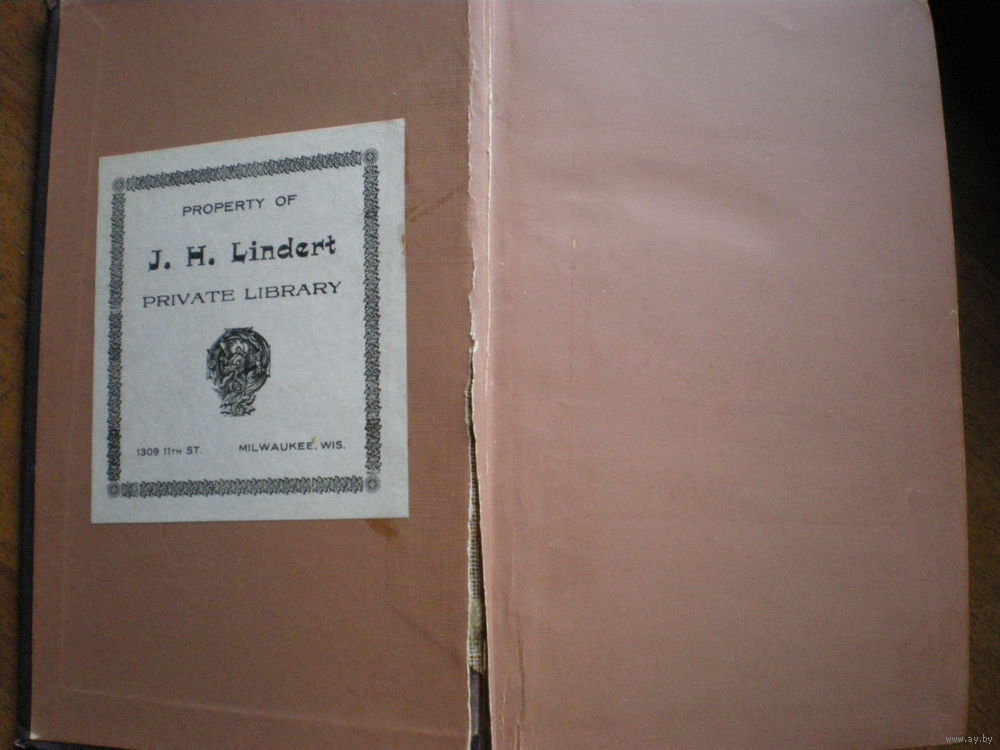 PROPERTY OF
J. H. Lindert
PRIVATE LIBRARY
1309 11TH ST. MILWAUKEE, WIS.
www.ay.by